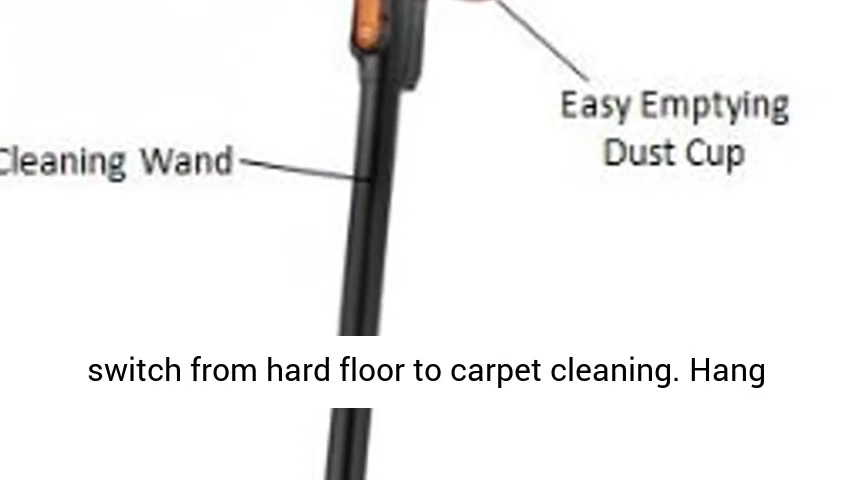 Easy Emptying
Dust Cup
Cleaning Wand
switch from hard floor to carpet cleaning. Hang